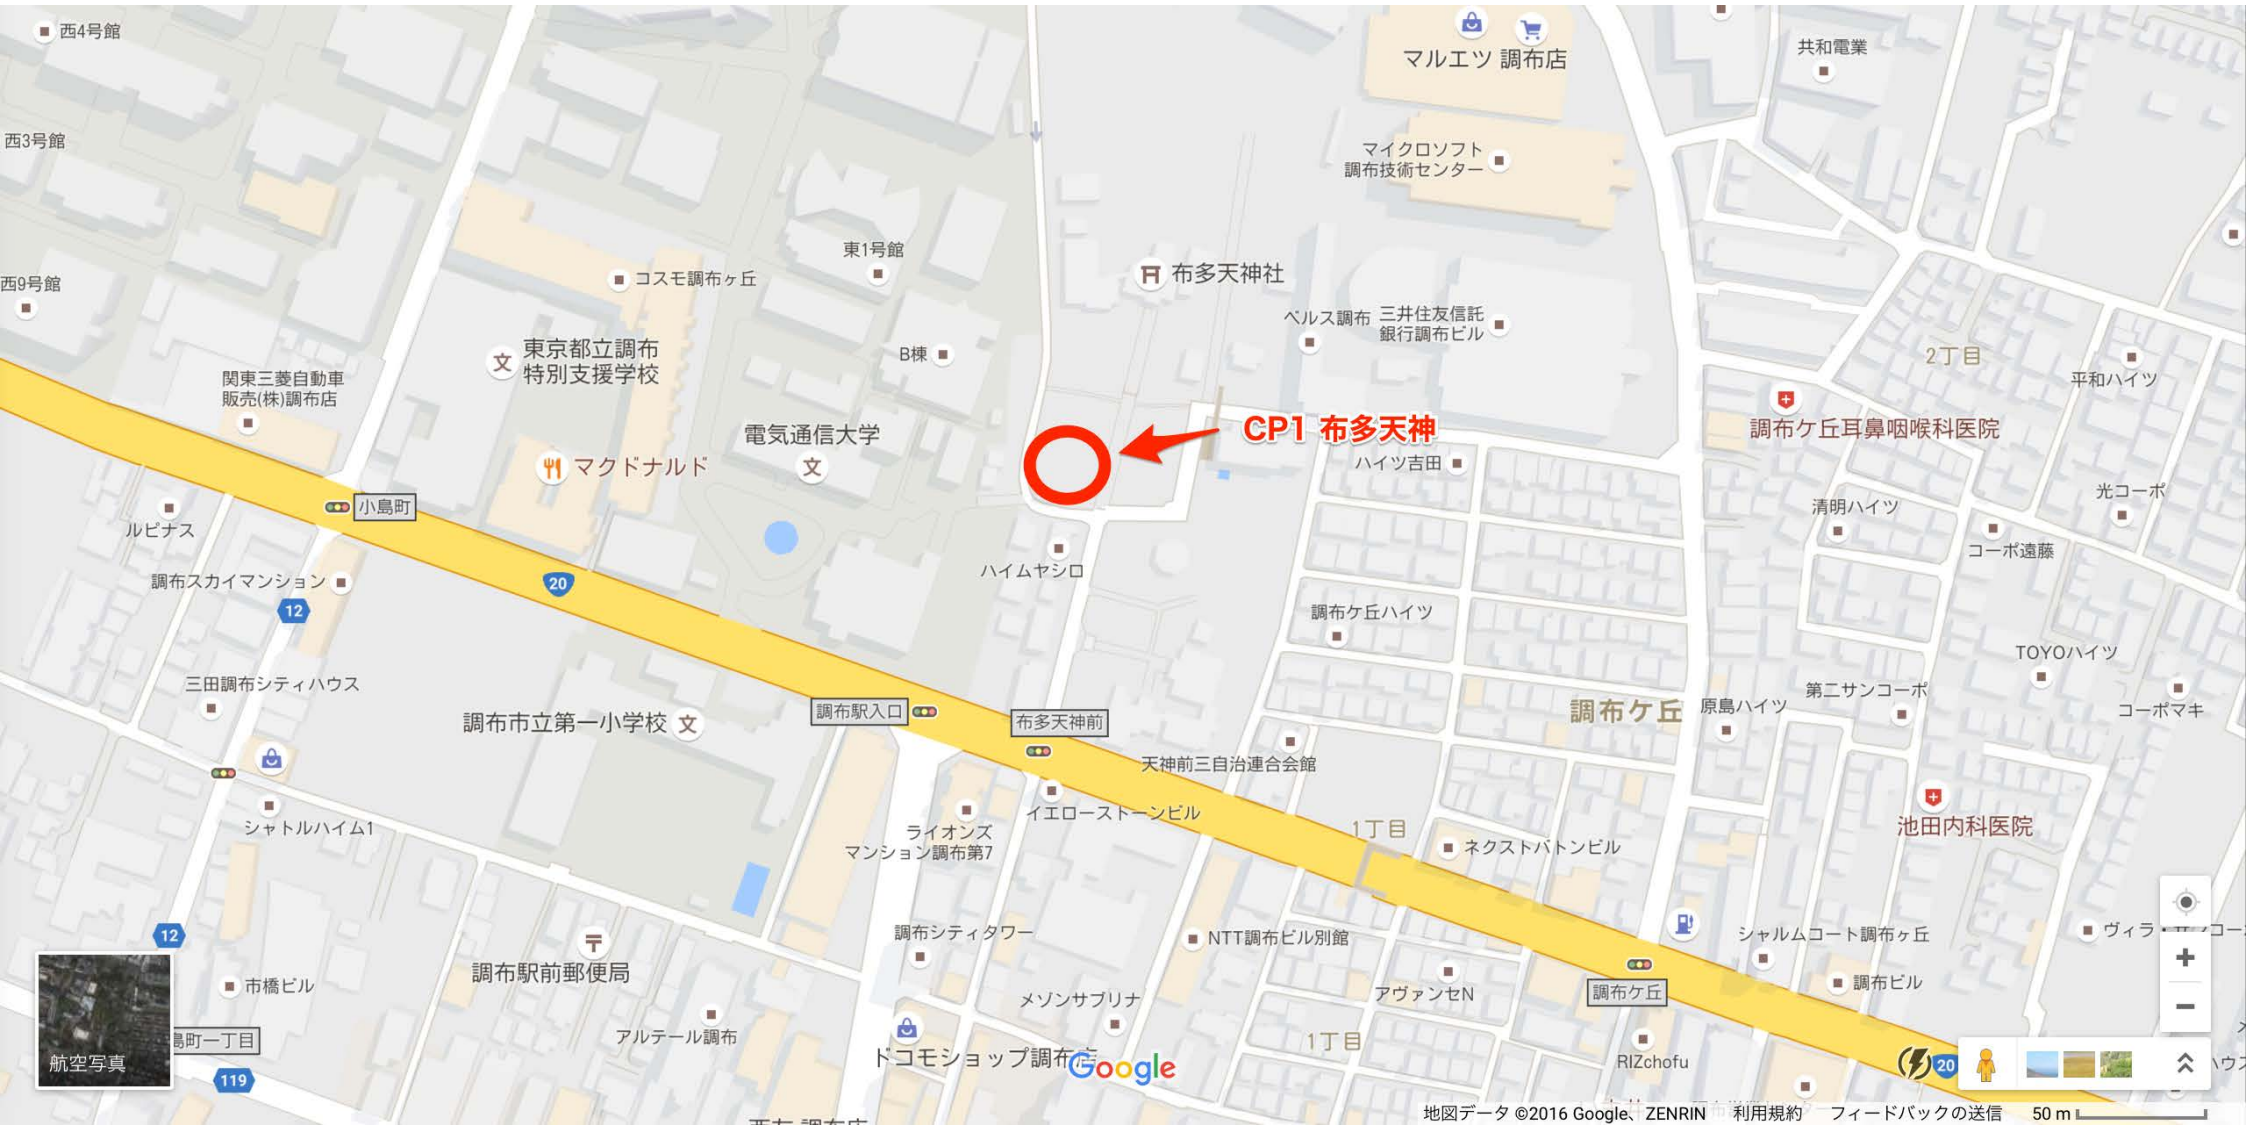 西4号館
マルエツ 調布店
共和電業
西3号館
マイクロソフト
調布技術センター
東1号館
コスモ調布ヶ丘
布多天神社
西9号館
ベルス調布
三井住友信託
銀行調布ビル
B棟
東京都立調布
特別支援学校
2丁目
平和ハイツ
関東三菱自動車
販売(株)調布店
電気通信大学
CP1 布多天神
調布ケ丘耳鼻咽喉科医院
マクドナルド
ハイツ吉田
光コーポ
小島町
清明ハイツ
ルピナス
コーポ遠藤
ハイムヤシロ
調布スカイマンション
20
12
調布ケ丘ハイツ
TOYOハイツ
三田調布シティハウス
第二サンコーポ
原島ハイツ
コーポマキ
調布市立第一小学校
調布駅入口
布多天神前
調布ケ丘
天神前三自治連合会館
イエローストーンビル
シャトルハイム1
ライオンズ
マンション調布第7
1丁目
ネクストバトンビル
池田内科医院
12
調布シティタワー
NTT調布ビル別館
シャルムコート調布ヶ丘
調布駅前郵便局
市橋ビル
メゾンサブリナ
アヴァンセN
調布ケ丘
調布ビル
アルテール調布
島町一丁目
1丁目
ドコモショップ調布店
Google
RIZchofu
20
航空写真
119
地図データ ©2016 Google、ZENRIN
利用規約
フィードバックの送信
50 m